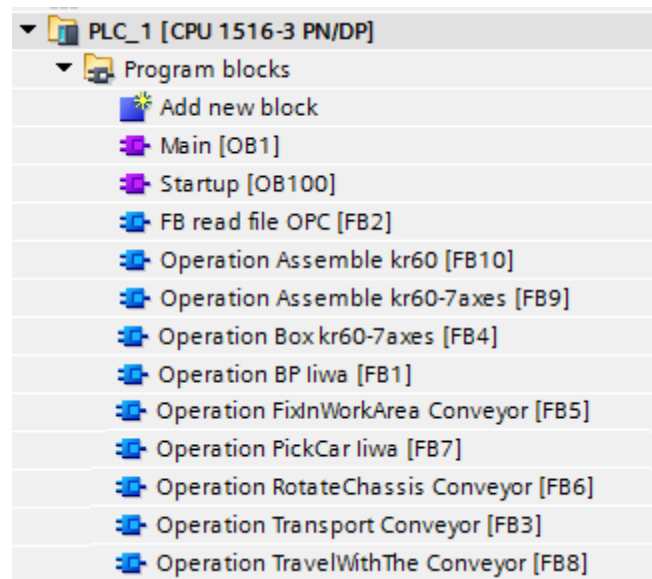 PLC_1 [CPU 1516-3 PN/DP]
Program blocks
Add new block
Main [OB1]
Startup [OB100]
FB read file OPC [FB2]
Operation Assemble kr60 [FB10]
Operation Assemble kr60-7axes [FB9]
Operation Box kr60-7axes [FB4]
Operation BP Iiwa [FB1]
Operation FixInWorkArea Conveyor [FB5]
Operation PickCar Iiwa [FB7]
Operation RotateChassis Conveyor [FB6]
Operation Transport Conveyor [FB3]
Operation TravelWithThe Conveyor [FB8]